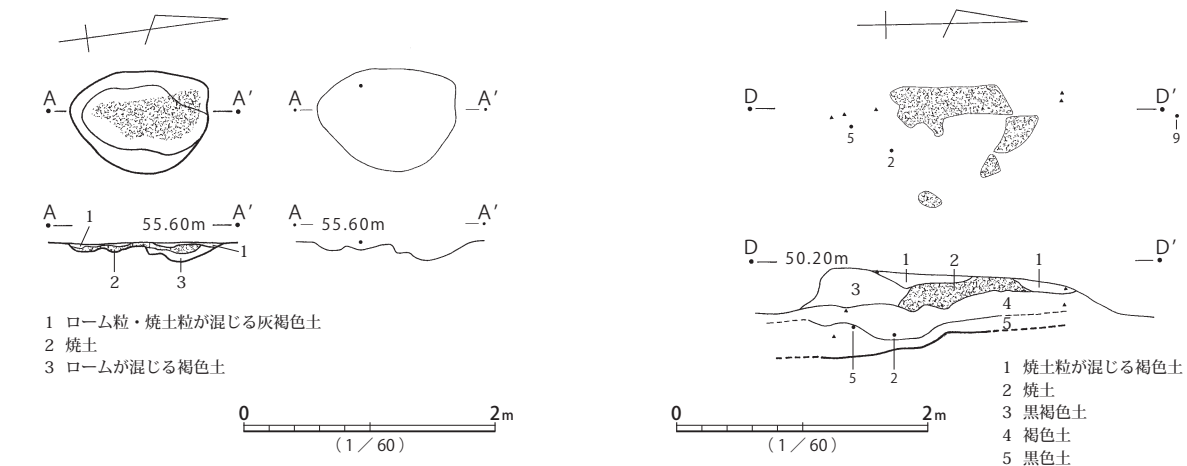 A A′
A A′
A 1 55.60m A′
1
2 3
A 55.60m A′
1 ローム粒・焼土粒が混じる灰褐色土
2 焼土
3 ロームが混じる褐色土
0 2m
(1/60)
D D′
5
2
9
D 50.20m 1 2 1 D′
3
4
5
5 2
1 焼土粒が混じる褐色土
2 焼土
3 黒褐色土
4 褐色土
5 黒色土
0 2m
(1/60)